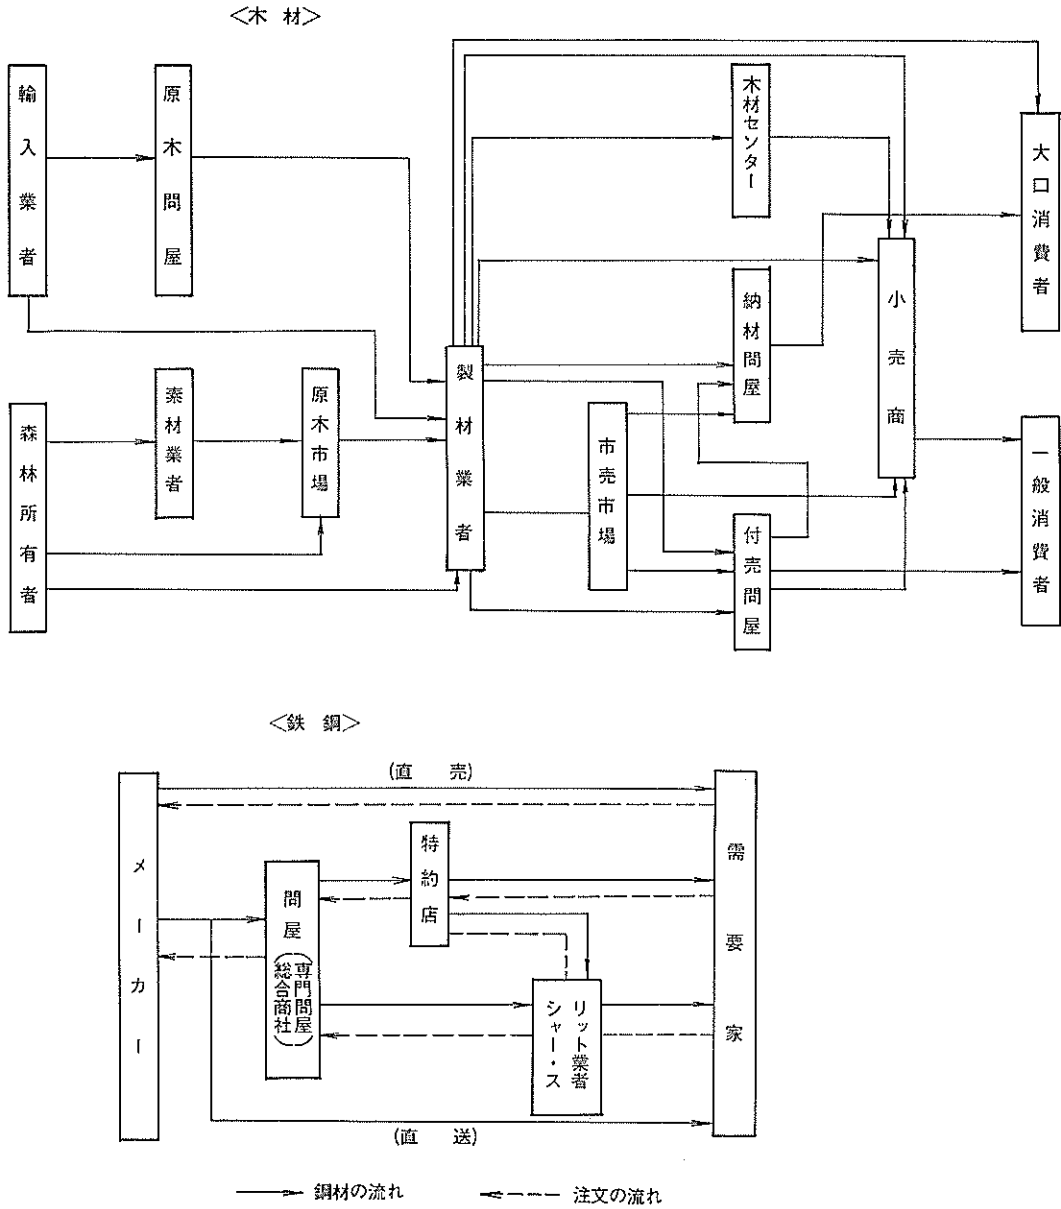 <木 材>
輸入業者
原木問屋
木材センター
大口消費者
小売商
納材問屋
製材業者
素材業者
原木市場
森林所有者
市売市場
一般消費者
付売問屋
<鉄 鋼>
(直 売)
メーカー
需要家
特約店
問屋
(専門問屋
総合商社)
シャー・ス
リット業者
(直 送)
鋼材の流れ
注文の流れ